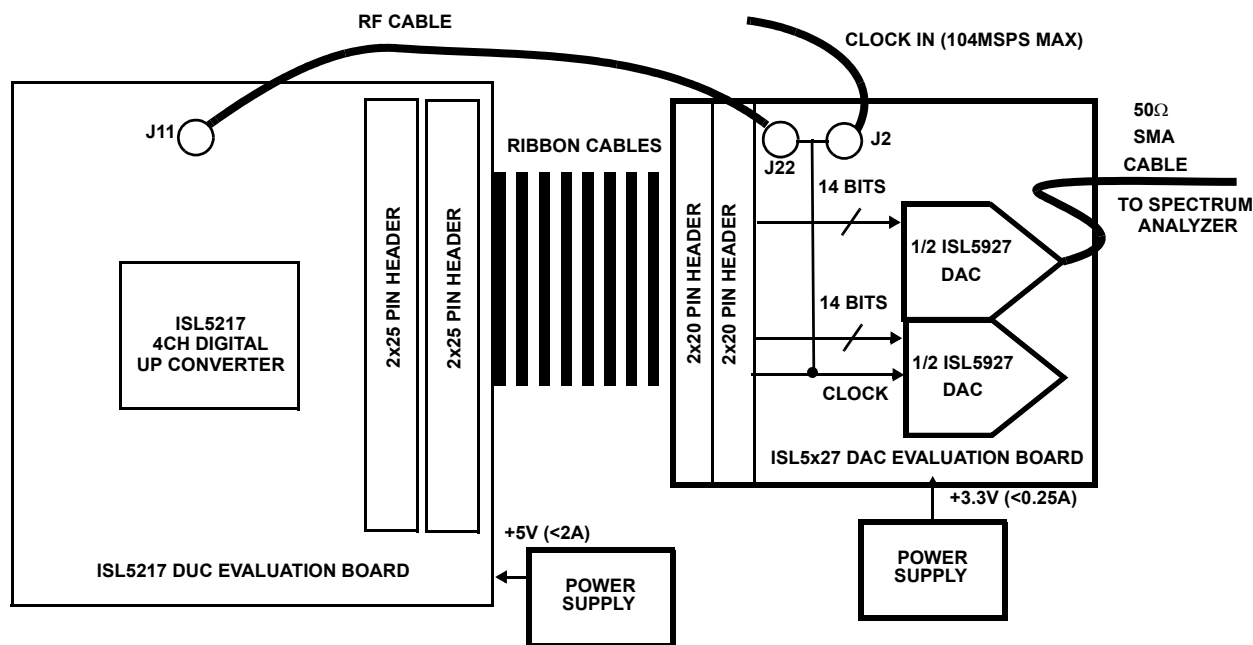 RF CABLE
CLOCK IN (104MSPS MAX)
J11
J22
J2
50Ω
SMA
CABLE
TO SPECTRUM
ANALYZER
RIBBON CABLES
2x25 PIN HEADER
2x25 PIN HEADER
2x20 PIN HEADER
2x20 PIN HEADER
14 BITS
1/2 ISL5927
DAC
14 BITS
1/2 ISL5927
DAC
CLOCK
ISL5217
4CH DIGITAL
UP CONVERTER
ISL5x27 DAC EVALUATION BOARD
+3.3V (<0.25A)
POWER
SUPPLY
+5V (<2A)
ISL5217 DUC EVALUATION BOARD
POWER
SUPPLY